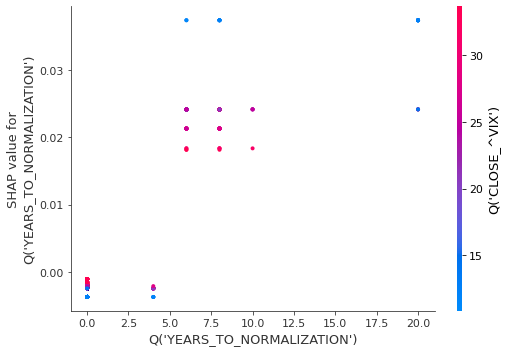 0.03
0.02
0.01
0.00
SHAP value for
Q('YEARS_TO_NORMALIZATION')
0.0 2.5 5.0 7.5 10.0 12.5 15.0 17.5 20.0
Q('YEARS_TO_NORMALIZATION')
30
25
20
15
Q('CLOSE_^VIX')